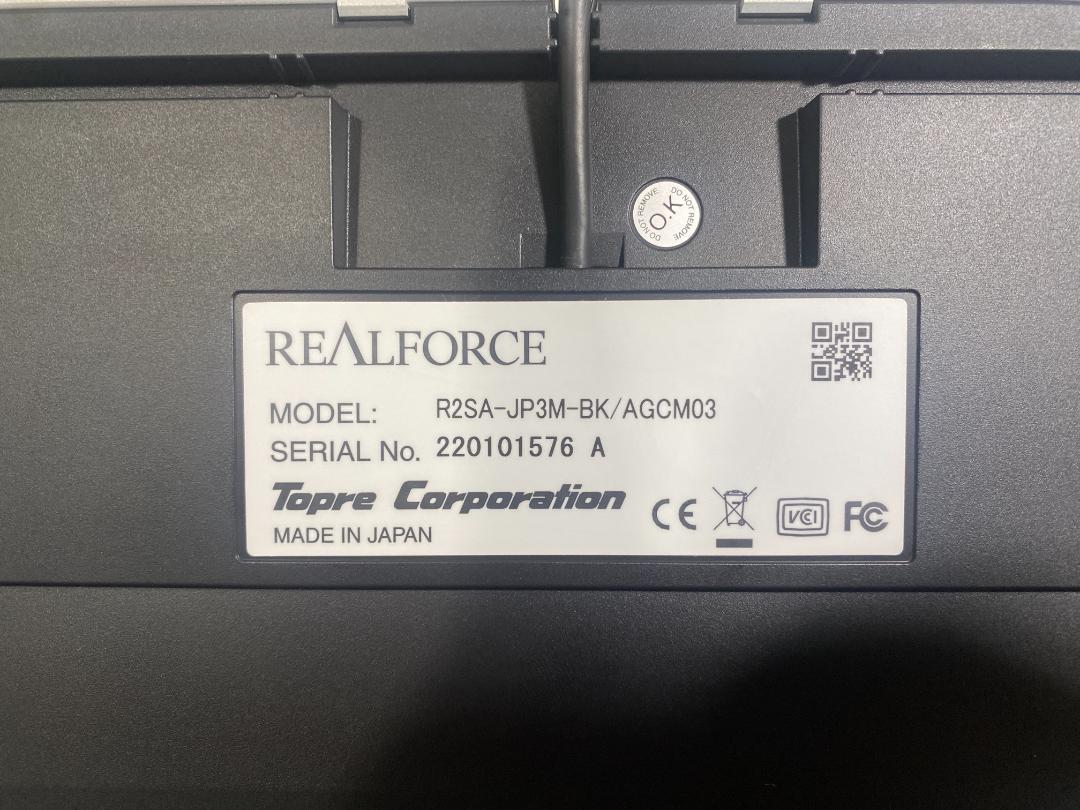 DO NOT REMOVE
O.K
DO NOT REMOVE
REALFORCE
MODEL: R2SA-JP3M-BK/AGCM03
SERIAL No. 220101576 A
Topre Corporation
MADE IN JAPAN
CE
VCI
FC